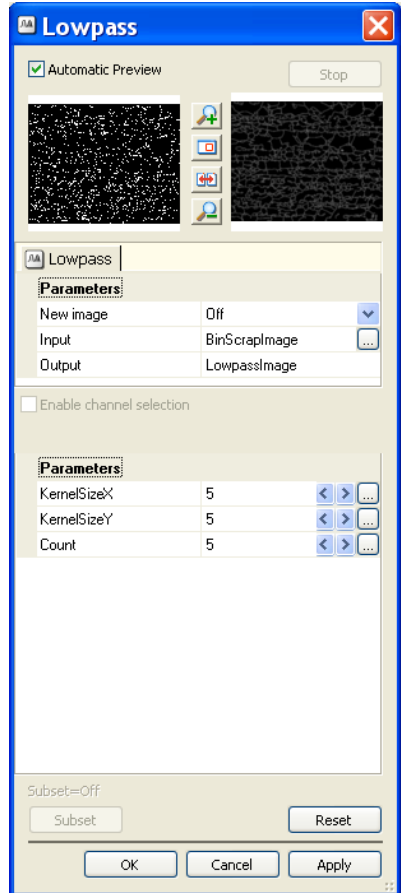 Lowpass
Automatic Preview
Stop
Lowpass
Parameters
New image Off
Input BinScrapImage ...
Output LowpassImage
Enable channel selection
Parameters
KernelSizeX 5 < > ...
KernelSizeY 5 < > ...
Count 5 < > ...
Subset=Off
Subset Reset
OK Cancel Apply